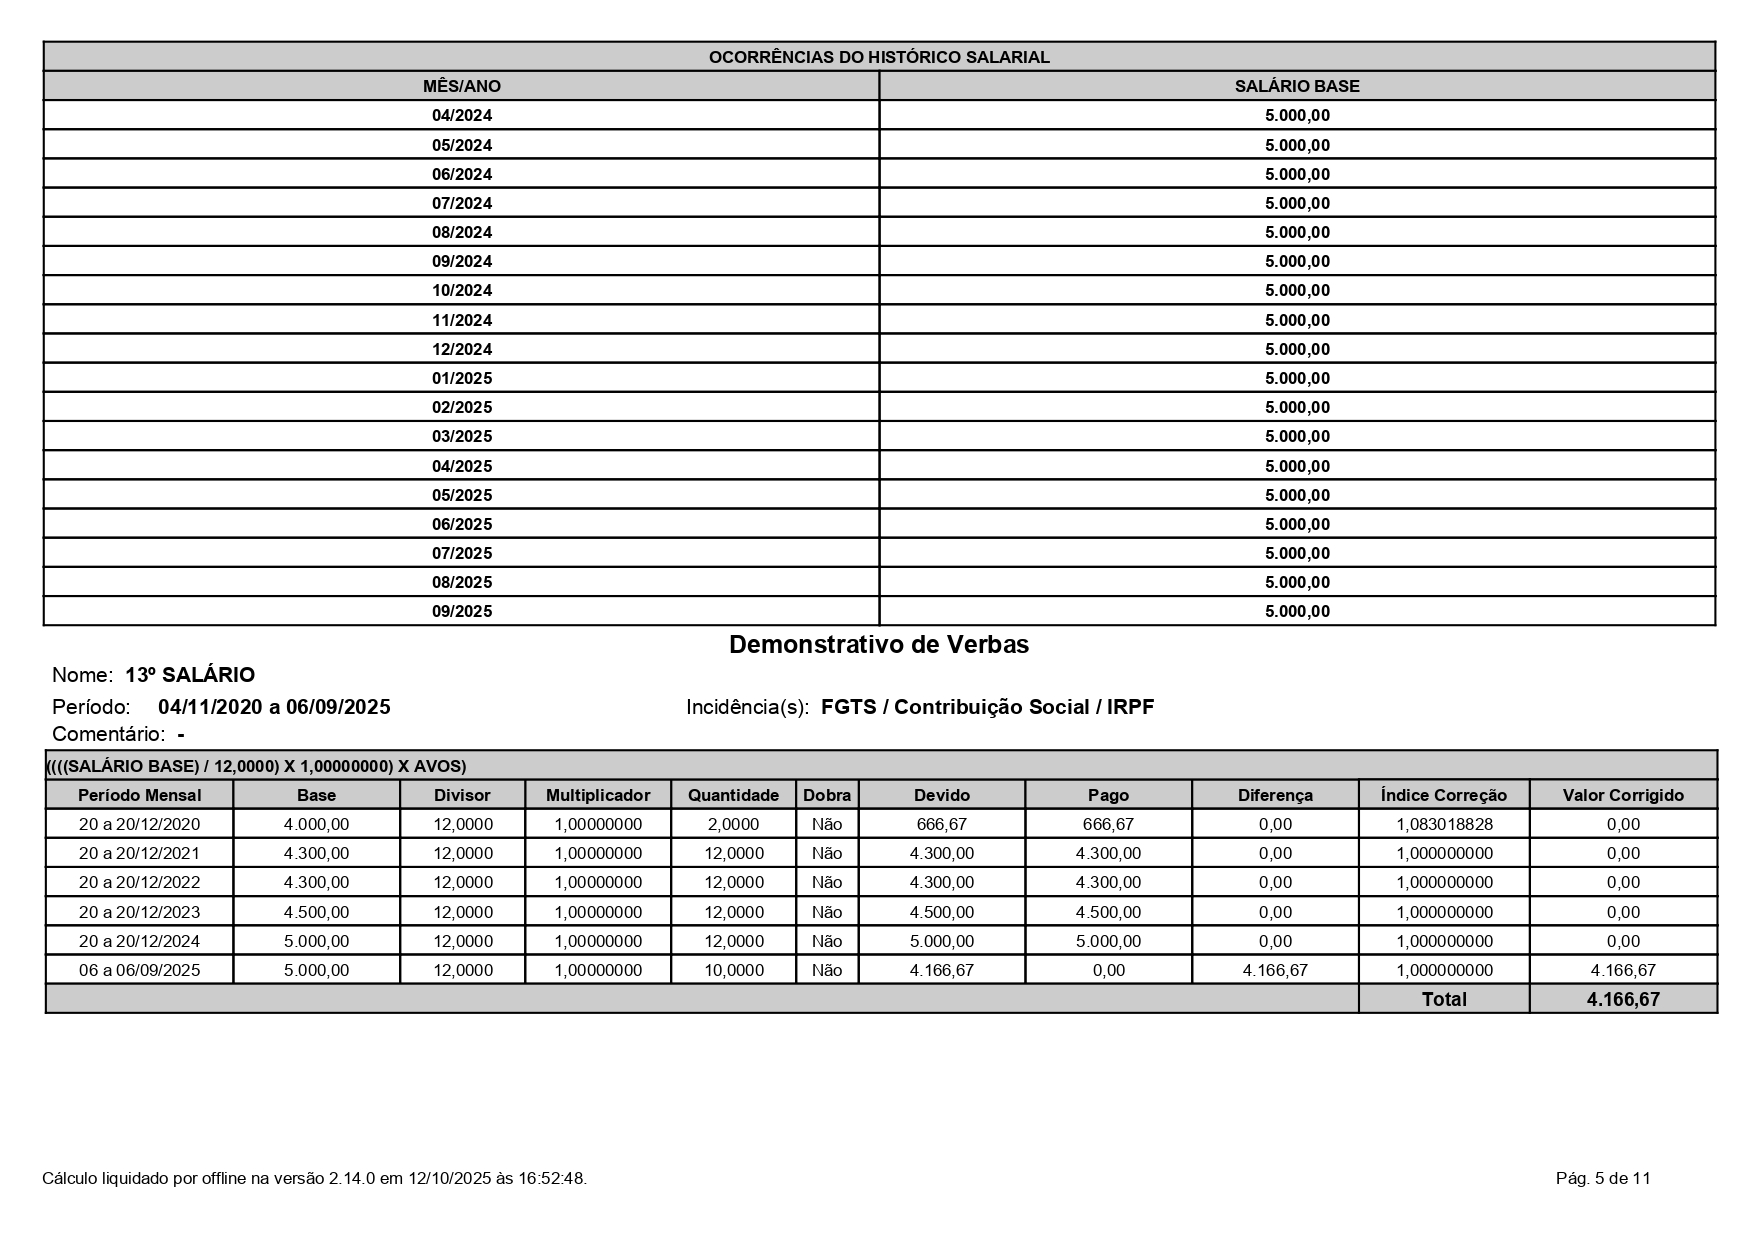 OCORRÊNCIAS DO HISTÓRICO SALARIAL
MÊS/ANO SALÁRIO BASE
04/2024 5.000,00
05/2024 5.000,00
06/2024 5.000,00
07/2024 5.000,00
08/2024 5.000,00
09/2024 5.000,00
10/2024 5.000,00
11/2024 5.000,00
12/2024 5.000,00
01/2025 5.000,00
02/2025 5.000,00
03/2025 5.000,00
04/2025 5.000,00
05/2025 5.000,00
06/2025 5.000,00
07/2025 5.000,00
08/2025 5.000,00
09/2025 5.000,00
Demonstrativo de Verbas
Nome: 13º SALÁRIO
Período: 04/11/2020 a 06/09/2025 Incidência(s): FGTS / Contribuição Social / IRPF
Comentário: -
((((SALÁRIO BASE) / 12,0000) X 1,00000000) X AVOS)
Período Mensal Base Divisor Multiplicador Quantidade Dobra Devido Pago Diferença Índice Correção Valor Corrigido
20 a 20/12/2020 4.000,00 12,0000 1,00000000 2,0000 Não 666,67 666,67 0,00 1,083018828 0,00
20 a 20/12/2021 4.300,00 12,0000 1,00000000 12,0000 Não 4.300,00 4.300,00 0,00 1,000000000 0,00
20 a 20/12/2022 4.300,00 12,0000 1,00000000 12,0000 Não 4.300,00 4.300,00 0,00 1,000000000 0,00
20 a 20/12/2023 4.500,00 12,0000 1,00000000 12,0000 Não 4.500,00 4.500,00 0,00 1,000000000 0,00
20 a 20/12/2024 5.000,00 12,0000 1,00000000 12,0000 Não 5.000,00 5.000,00 0,00 1,000000000 0,00
06 a 06/09/2025 5.000,00 12,0000 1,00000000 10,0000 Não 4.166,67 0,00 4.166,67 1,000000000 4.166,67
Total 4.166,67
Cálculo liquidado por offline na versão 2.14.0 em 12/10/2025 às 16:52:48. Pág. 5 de 11